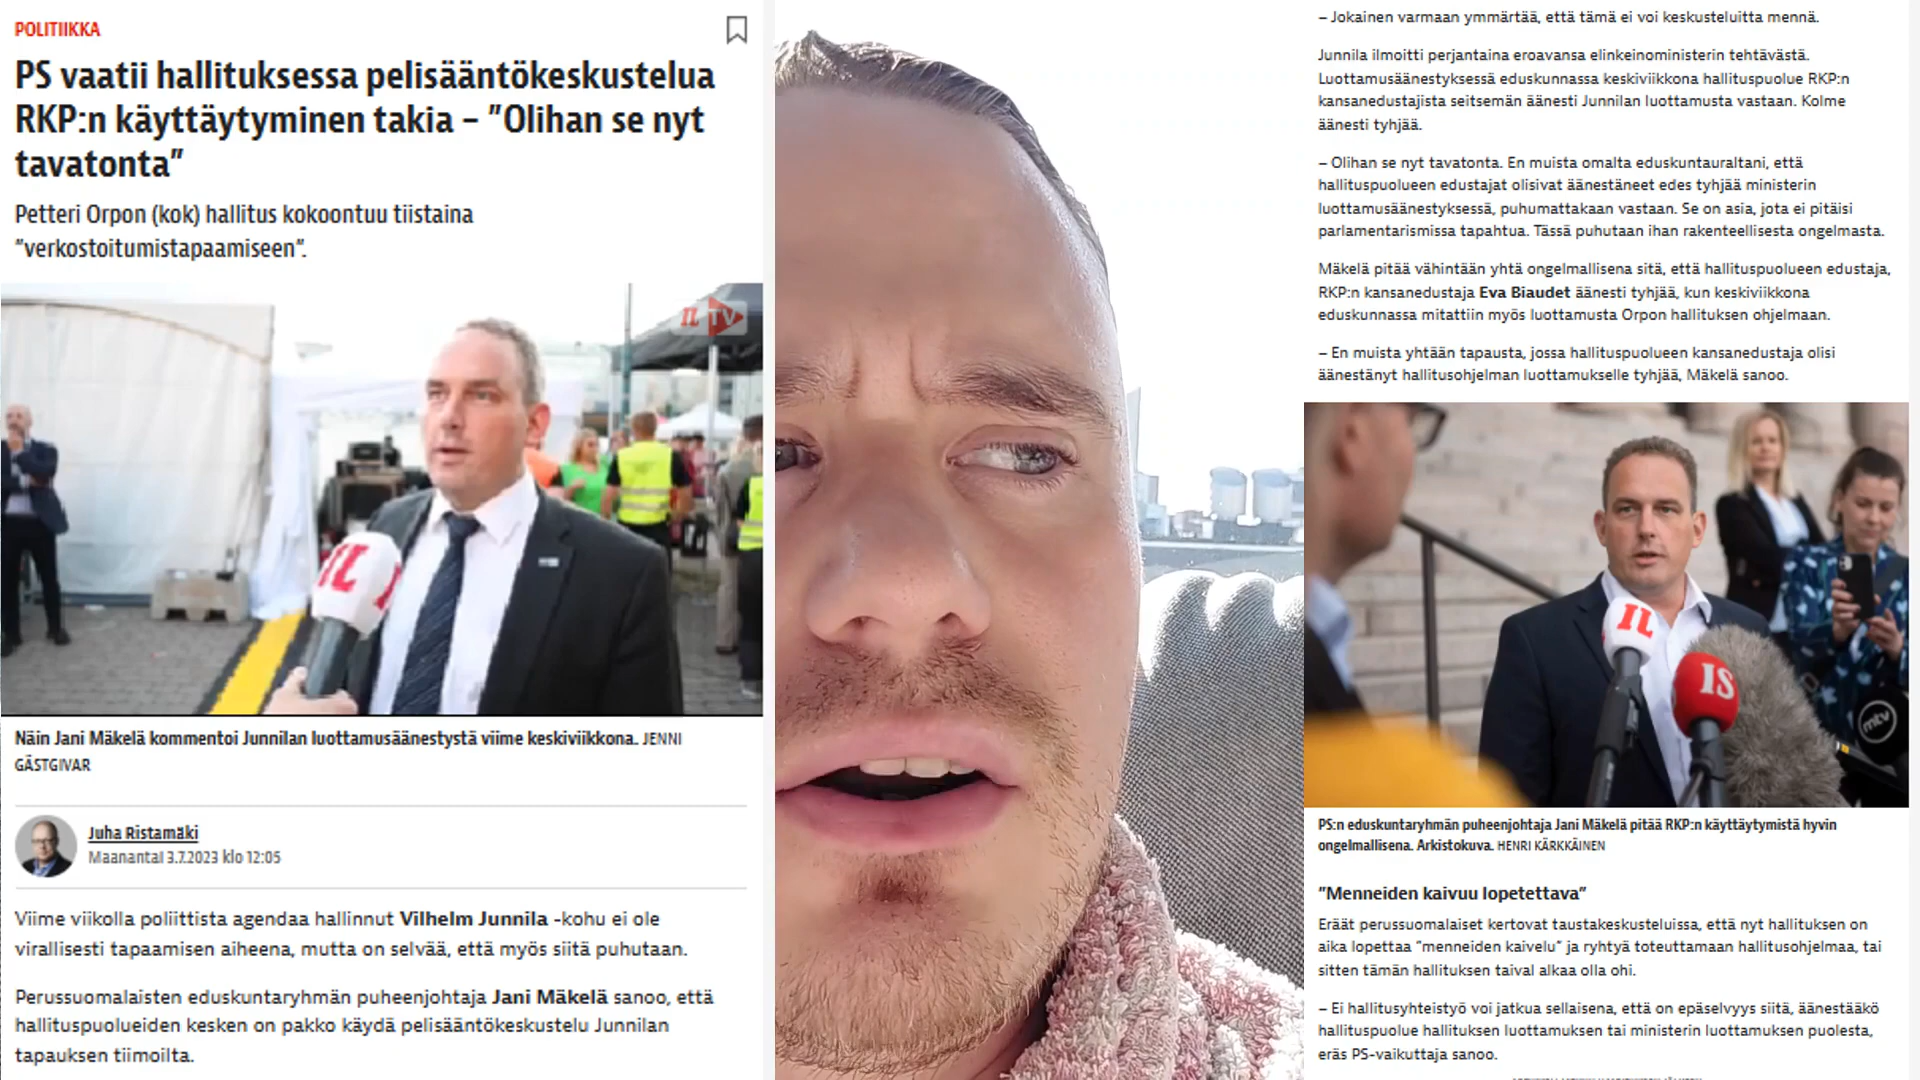 POLITIIKKA
PS vaatii hallituksessa pelisääntökeskustelua
RKP:n käyttäytyminen takia – ”Olihan se nyt
tavatonta”
Petteri Orpon (kok) hallitus kokoontuu tiistaina
”verkostoitumistapaamiseen”.
IL TV
IL
Näin Jani Mäkelä kommentoi Junnilan luottamusäänestystä viime keskiviikkona. JENNI
GÄSTGIVAR
Juha Ristamäki
Maanantai 3.7.2023 klo 12:05
Viime viikolla poliittista agendaa hallinnut Vilhelm Junnila -kohu ei ole
virallisesti tapaamisen aiheena, mutta on selvää, että myös siitä puhutaan.
Perussuomalaisten eduskuntaryhmän puheenjohtaja Jani Mäkelä sanoo, että
hallituspuolueiden kesken on pakko käydä pelisääntökeskustelu Junnilan
tapauksen tiimoilta.
– Jokainen varmaan ymmärtää, että tämä ei voi keskusteluitta mennä.
Junnila ilmoitti perjantaina eroavansa elinkeinoministerin tehtävästä.
Luottamusäänestyksessä eduskunnassa keskiviikkona hallituspuolue RKP:n
kansanedustajista seitsemän äänesti Junnilan luottamusta vastaan. Kolme
äänesti tyhjää.
– Olihan se nyt tavatonta. En muista omalta eduskuntauraltani, että
hallituspuolueen edustajat olisivat äänestäneet edes tyhjää ministerin
luottamusäänestyksessä, puhumattakaan vastaan. Se on asia, jota ei pitäisi
parlamentarismissa tapahtua. Tässä puhutaan ihan rakenteellisesta ongelmasta.
Mäkelä pitää vähintään yhtä ongelmallisena sitä, että hallituspuolueen edustaja,
RKP:n kansanedustaja Eva Biaudet äänesti tyhjää, kun keskiviikkona
eduskunnassa mitattiin myös luottamusta Orpon hallituksen ohjelmaan.
– En muista yhtään tapausta, jossa hallituspuolueen kansanedustaja olisi
äänestänyt hallitusohjelman luottamukselle tyhjää, Mäkelä sanoo.
IL
IS
mtv
PS:n eduskuntaryhmän puheenjohtaja Jani Mäkelä pitää RKP:n käyttäytymistä hyvin
ongelmallisena. Arkistokuva. HENRI KÄRKKÄINEN
”Menneiden kaivuu lopetettava”
Eräät perussuomalaiset kertovat taustakeskusteluissa, että nyt hallituksen on
aika lopettaa ”menneiden kaivelu” ja ryhtyä toteuttamaan hallitusohjelmaa, tai
sitten tämän hallituksen taival alkaa olla ohi.
– Ei hallitusyhteistyö voi jatkua sellaisena, että on epäselvyys siitä, äänestääkö
hallituspuolue hallituksen luottamuksen tai ministerin luottamuksen puolesta,
eräs PS-vaikuttaja sanoo.